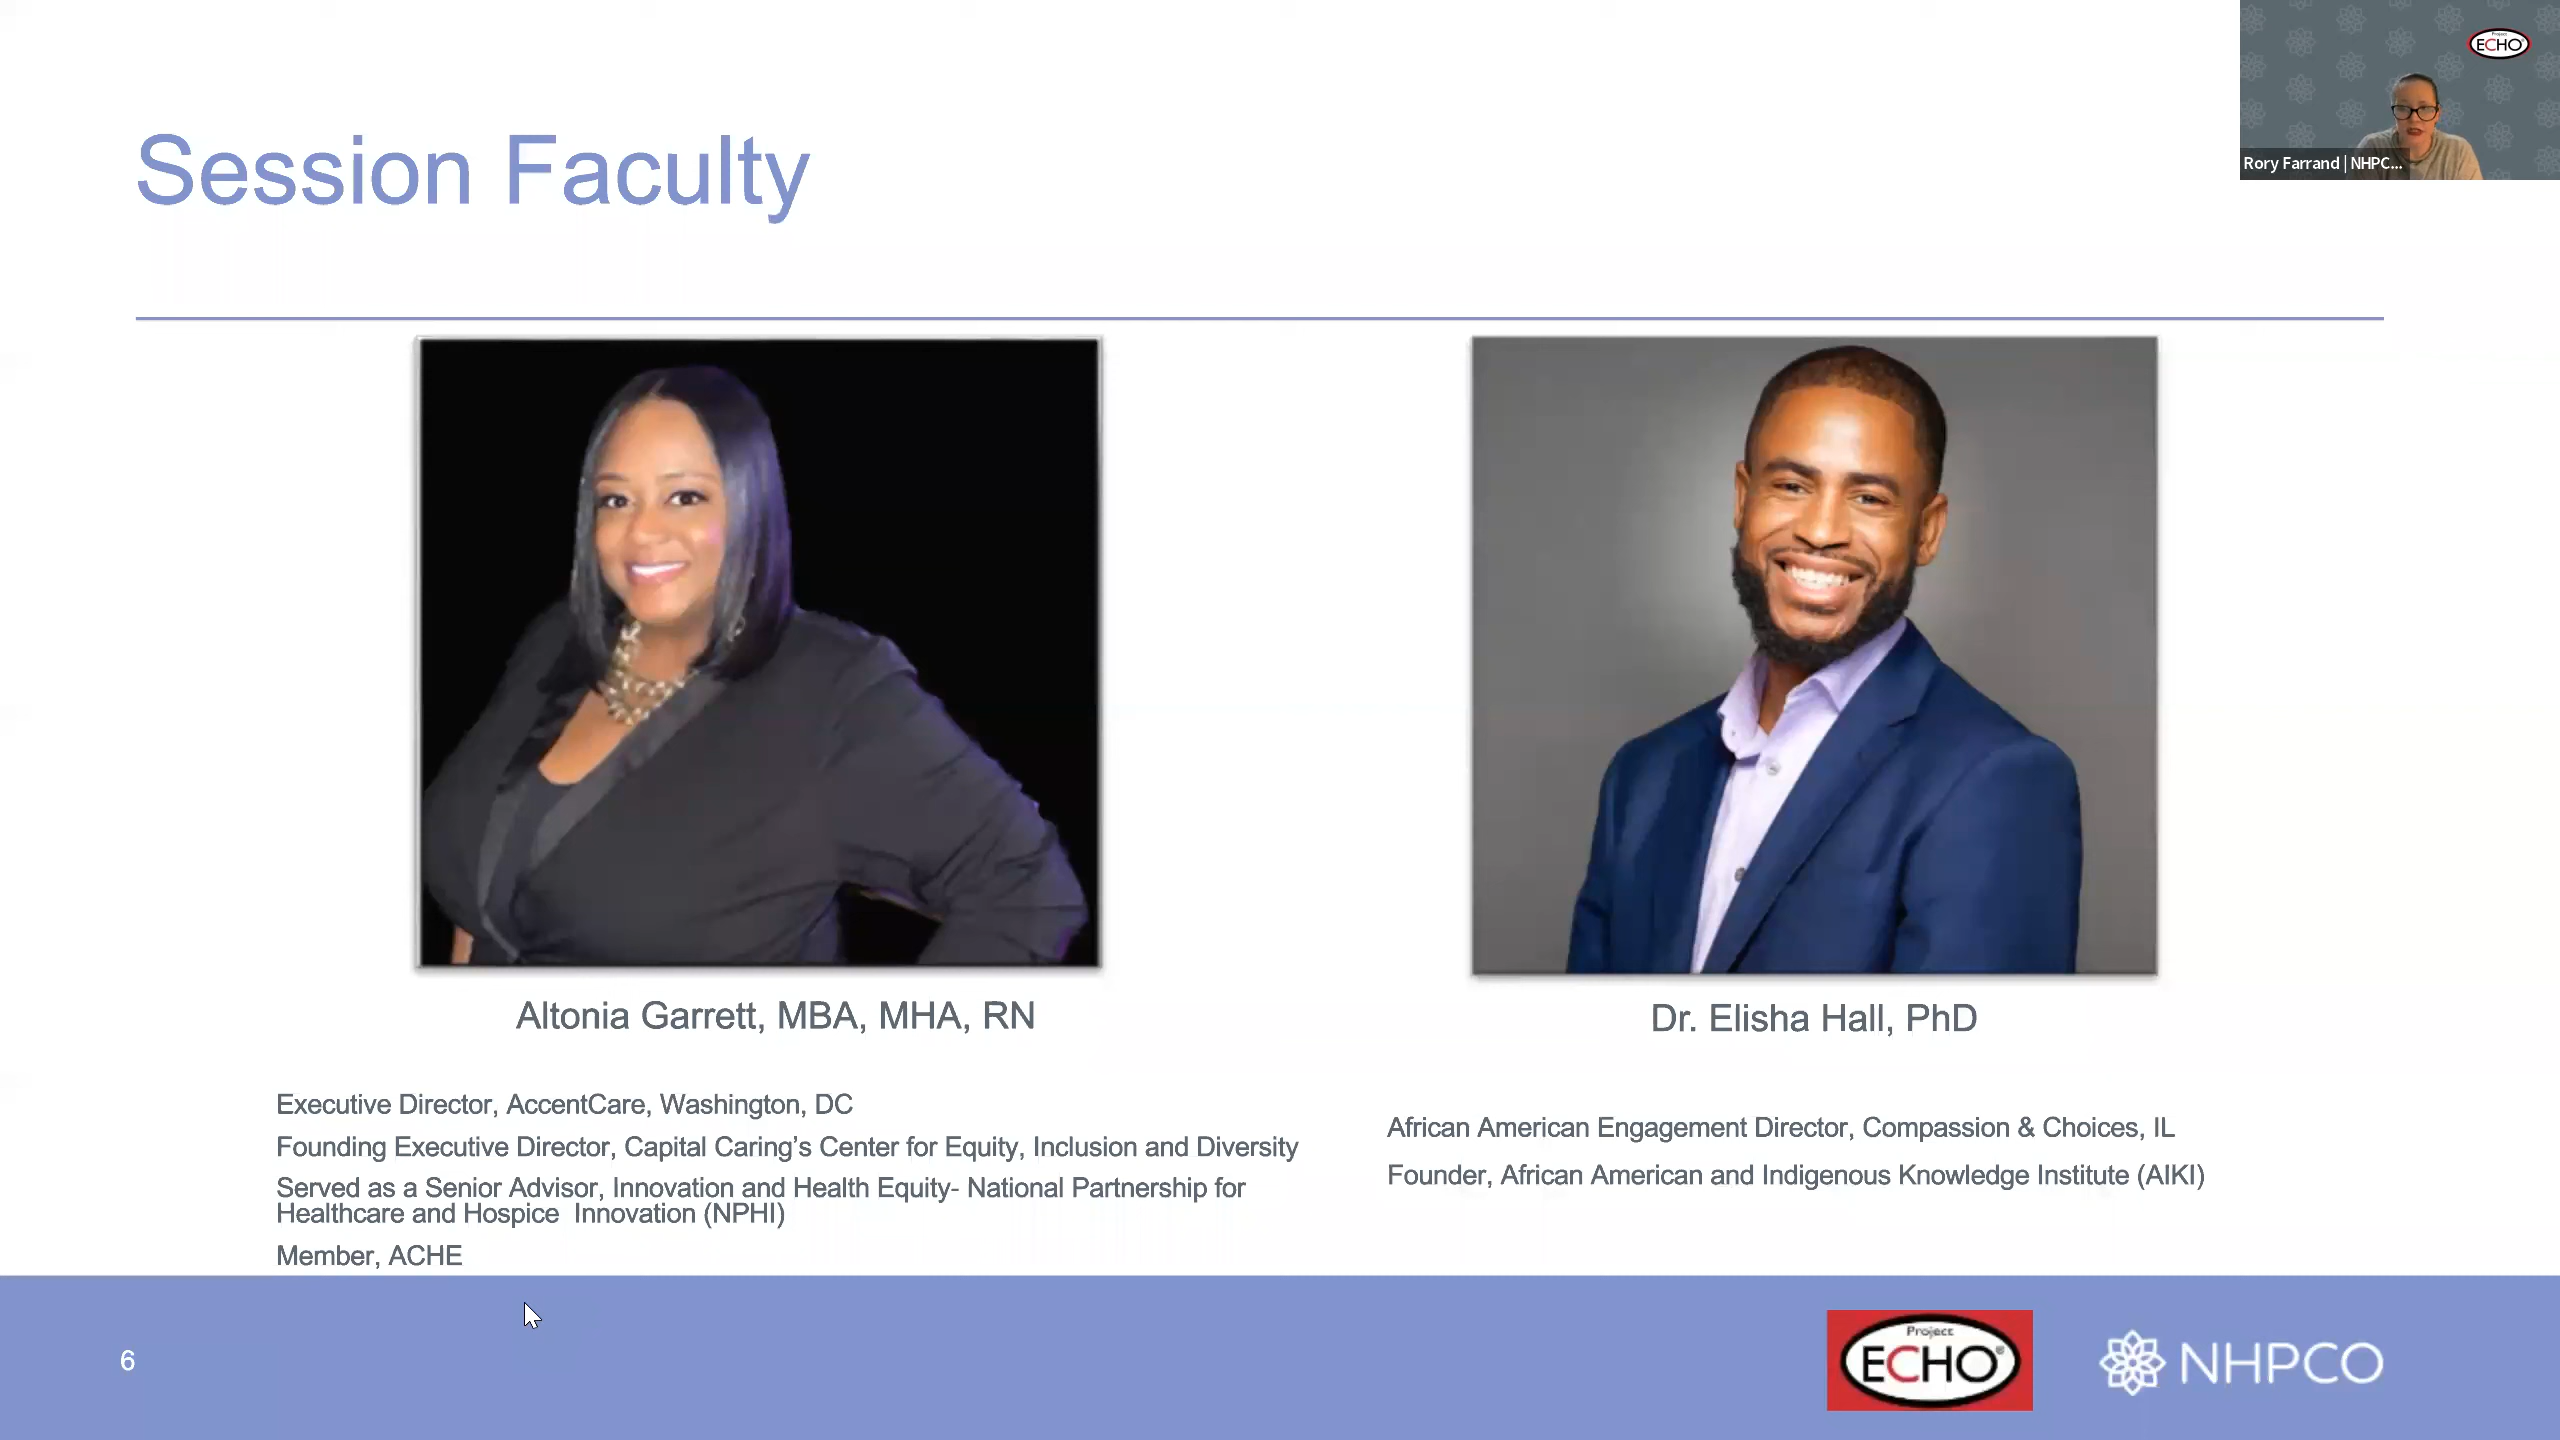 Project
ECHO
Rory Farrand | NHPC...
Session Faculty
Altonia Garrett, MBA, MHA, RN
Executive Director, AccentCare, Washington, DC
Founding Executive Director, Capital Caring’s Center for Equity, Inclusion and Diversity
Served as a Senior Advisor, Innovation and Health Equity- National Partnership for
Healthcare and Hospice Innovation (NPHI)
Member, ACHE
Dr. Elisha Hall, PhD
African American Engagement Director, Compassion & Choices, IL
Founder, African American and Indigenous Knowledge Institute (AIKI)
6
Project
ECHO®
NHPCO